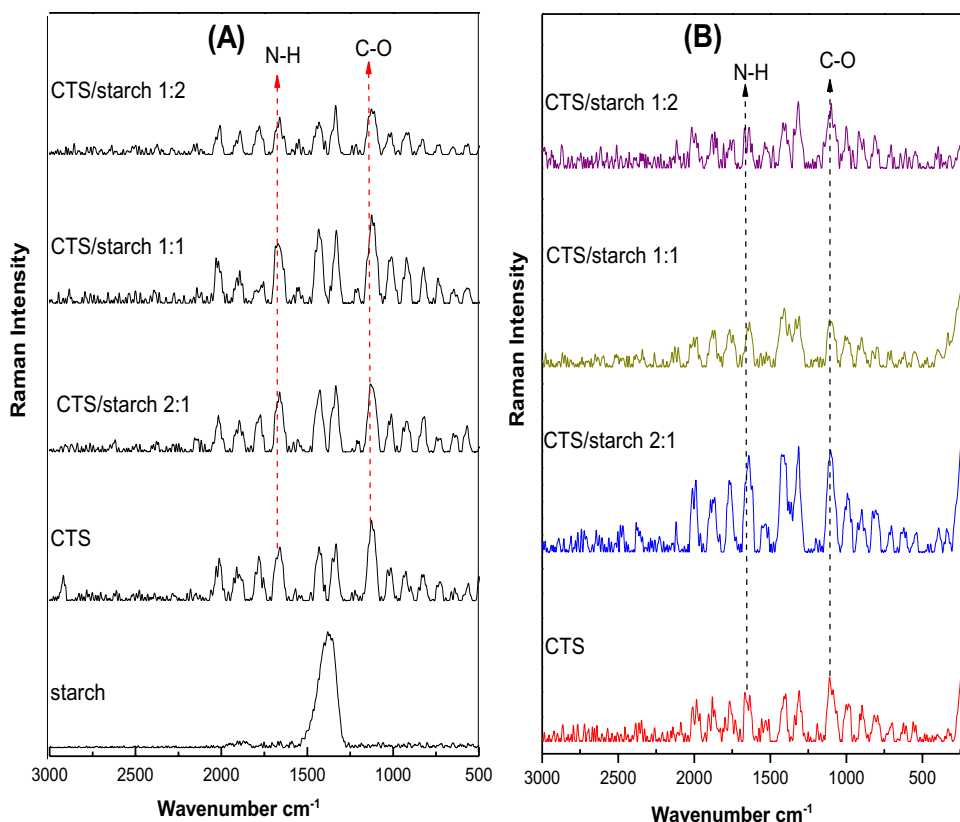 (A)
N-H
C-O
CTS/starch 1:2
CTS/starch 1:1
CTS/starch 2:1
CTS
starch
Raman Intensity
3000 2500 2000 1500 1000 500
Wavenumber cm⁻¹
(B)
N-H
C-O
CTS/starch 1:2
CTS/starch 1:1
CTS/starch 2:1
CTS
Raman Intensity
3000 2500 2000 1500 1000 500
Wavenumber cm⁻¹